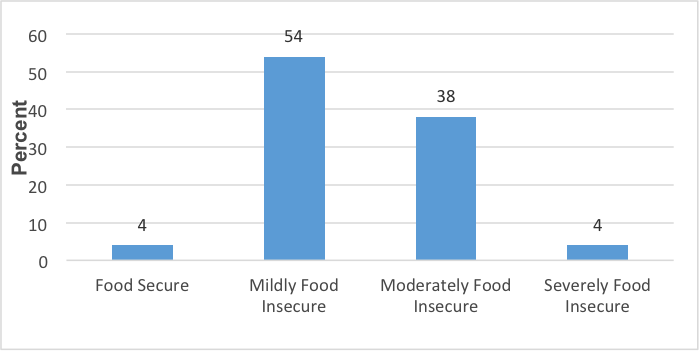 Percent
60
50
40
30
20
10
0
4
54
38
4
Food Secure
Mildly Food
Insecure
Moderately Food
Insecure
Severely Food
Insecure